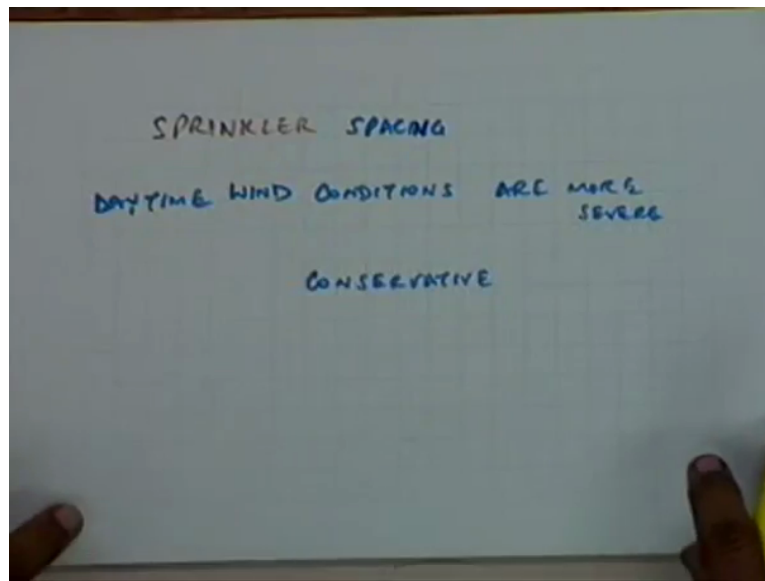 SPRINKLER SPACING
DAYTIME WIND CONDITIONS ARE MORE
SEVERE
CONSERVATIVE